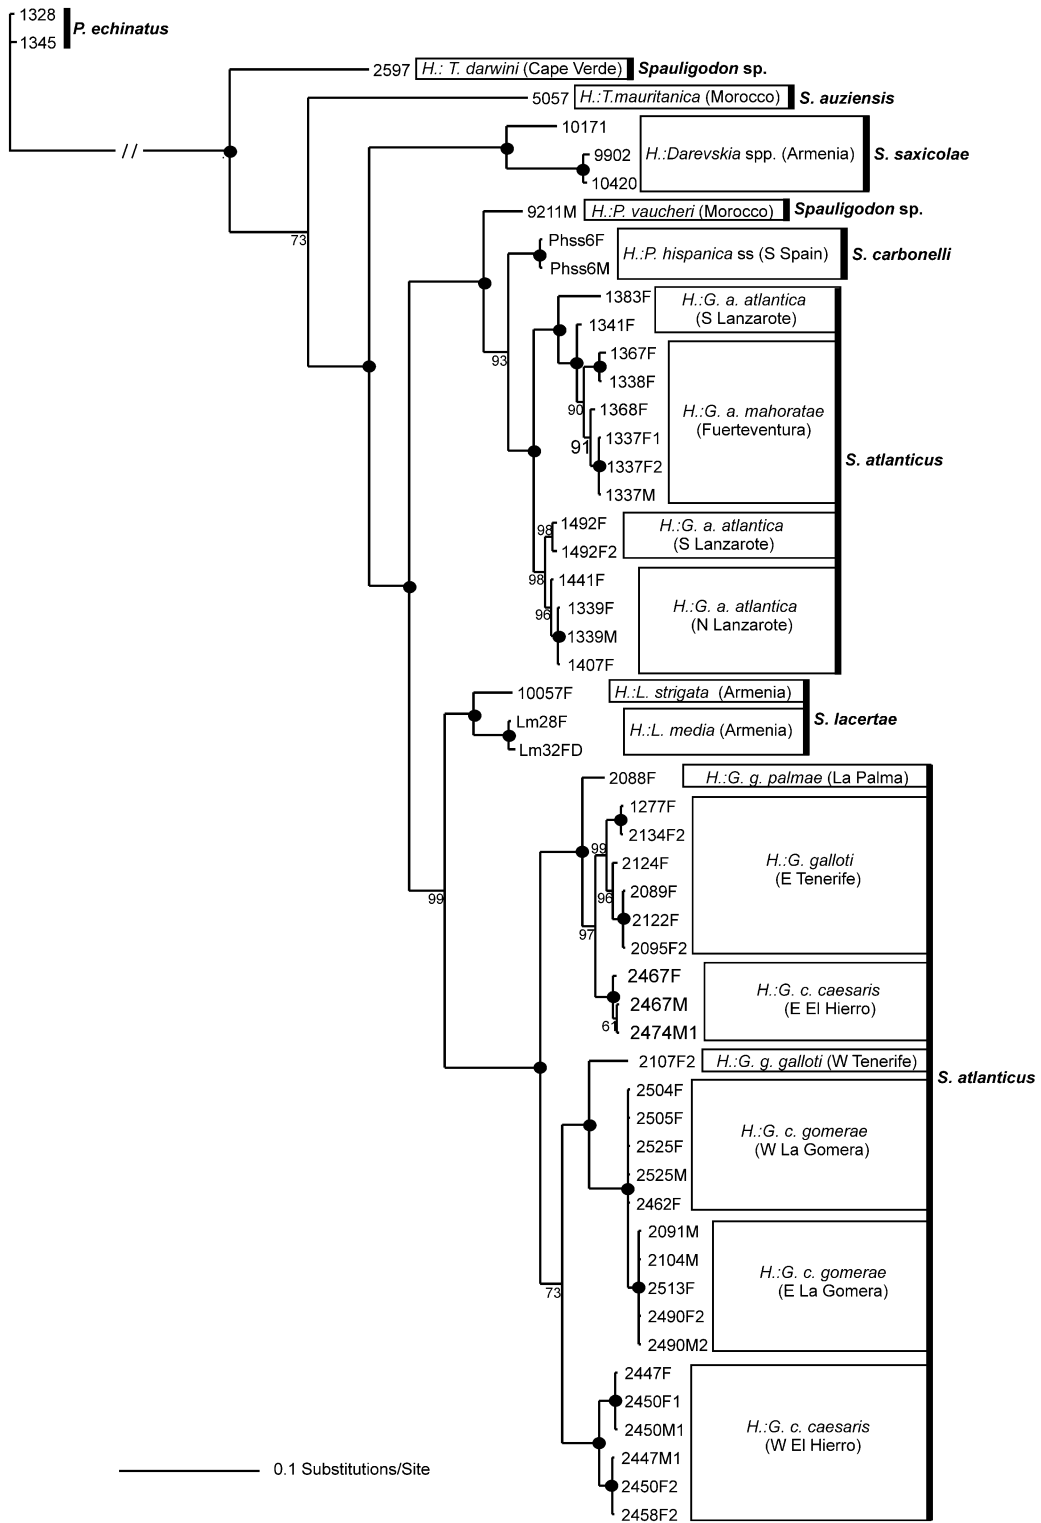 1328
1345
P. echinatus
2597
H.: T. darwini (Cape Verde)
Spauligodon sp.
//
5057
H.:T.mauritanica (Morocco)
S. auziensis
73
10171
9902
10420
H.:Darevskia spp. (Armenia)
S. saxicolae
9211M
H.:P. vaucheri (Morocco)
Spauligodon sp.
Phss6F
Phss6M
H.:P. hispanica ss (S Spain)
S. carbonelli
93
1383F
H.:G. a. atlantica
(S Lanzarote)
1341F
1367F
1338F
90
1368F
91
1337F1
1337F2
1337M
H.:G. a. mahoratae
(Fuerteventura)
S. atlanticus
98
1492F
1492F2
H.:G. a. atlantica
(S Lanzarote)
98
1441F
96
1339F
1339M
1407F
H.:G. a. atlantica
(N Lanzarote)
10057F
H.:L. strigata (Armenia)
Lm28F
Lm32FD
H.:L. media (Armenia)
S. lacertae
99
2088F
H.:G. g. palmae (La Palma)
1277F
2134F2
99
2124F
96
2089F
2122F
2095F2
H.:G. galloti
(E Tenerife)
97
2467F
2467M
61
2474M1
H.:G. c. caesaris
(E El Hierro)
2107F2
H.:G. g. galloti (W Tenerife)
S. atlanticus
2504F
2505F
2525F
2525M
2462F
H.:G. c. gomerae
(W La Gomera)
2091M
2104M
2513F
2490F2
2490M2
H.:G. c. gomerae
(E La Gomera)
73
2447F
2450F1
2450M1
2447M1
2450F2
2458F2
H.:G. c. caesaris
(W El Hierro)
0.1 Substitutions/Site